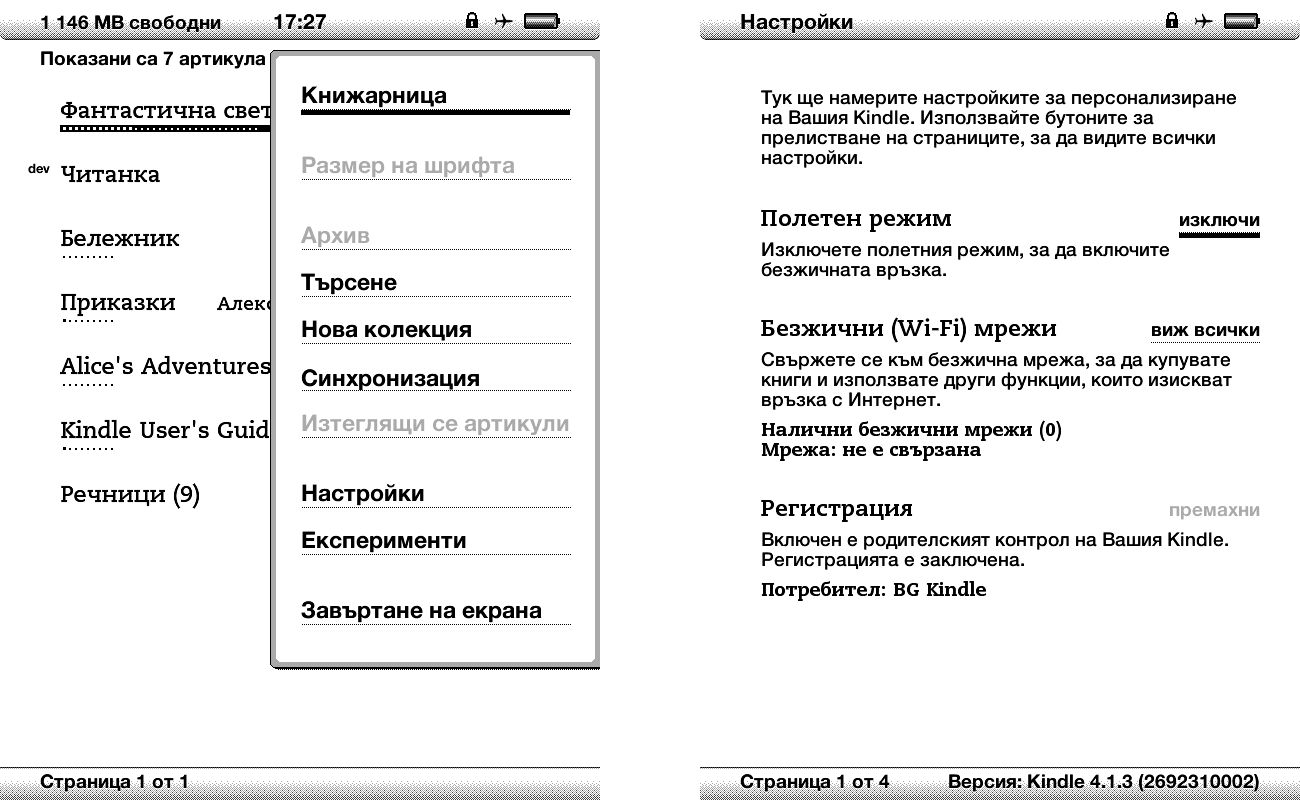 1 146 MB свободни 17:27
Показани са 7 артикула
Фантастична свет
dev Читанка
Бележник
Приказки Алекс
Alice's Adventures
Kindle User's Guid
Речници (9)
Книжарница
Размер на шрифта
Архив
Търсене
Нова колекция
Синхронизация
Изтеглящи се артикули
Настройки
Експерименти
Завъртане на екрана
Страница 1 от 1
Настройки
Тук ще намерите настройките за персонализиране
на Вашия Kindle. Използвайте бутоните за
прелистване на страниците, за да видите всички
настройки.
Полетен режим изключи
Изключете полетния режим, за да включите
безжичната връзка.
Безжични (Wi-Fi) мрежи виж всички
Свържете се към безжична мрежа, за да купувате
книги и използвате други функции, които изискват
връзка с Интернет.
Налични безжични мрежи (0)
Мрежа: не е свързана
Регистрация премахни
Включен е родителският контрол на Вашия Kindle.
Регистрацията е заключена.
Потребител: BG Kindle
Страница 1 от 4 Версия: Kindle 4.1.3 (2692310002)